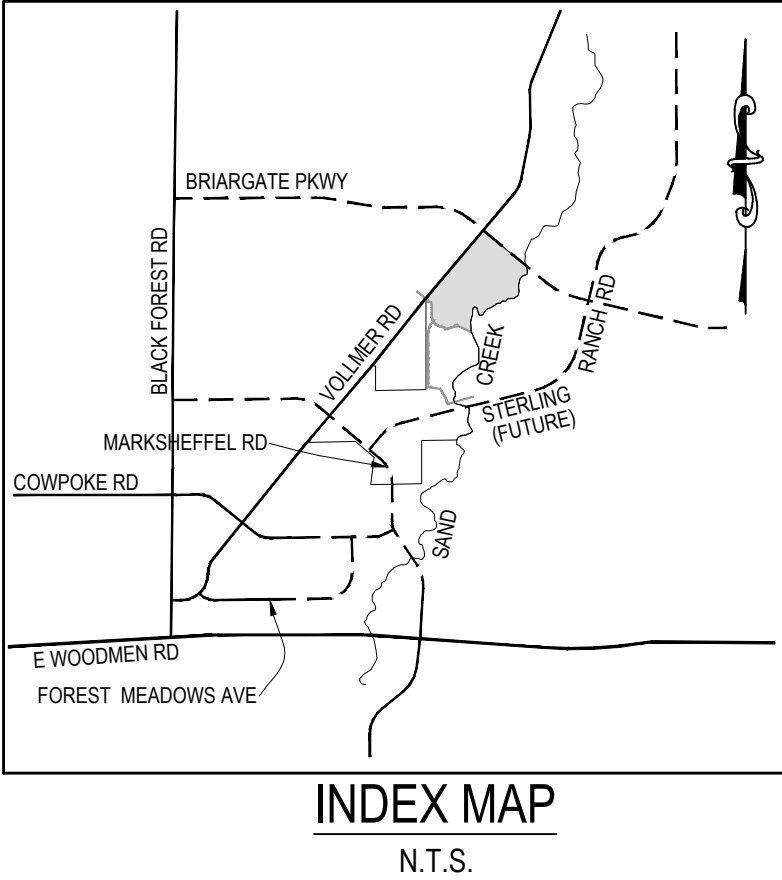 BRIARGATE PKWY
BLACK FOREST RD
VOLLMER RD
RANCH RD
CREEK
STERLING
(FUTURE)
MARKSHEFFEL RD
COWPOKE RD
SAND
E WOODMEN RD
FOREST MEADOWS AVE
INDEX MAP
N.T.S.